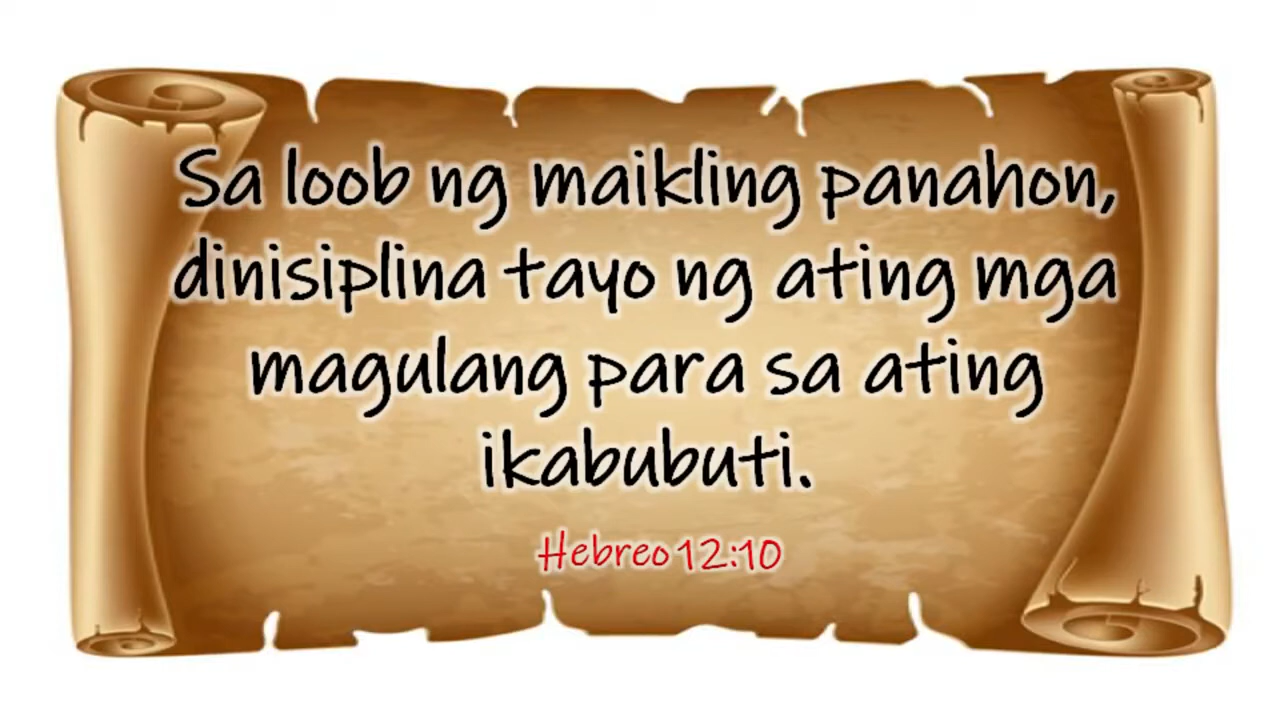 Sa loob ng maikling panahon,
dinisiplina tayo ng ating mga
magulang para sa ating
ikabubuti.
Hebreo 12:10